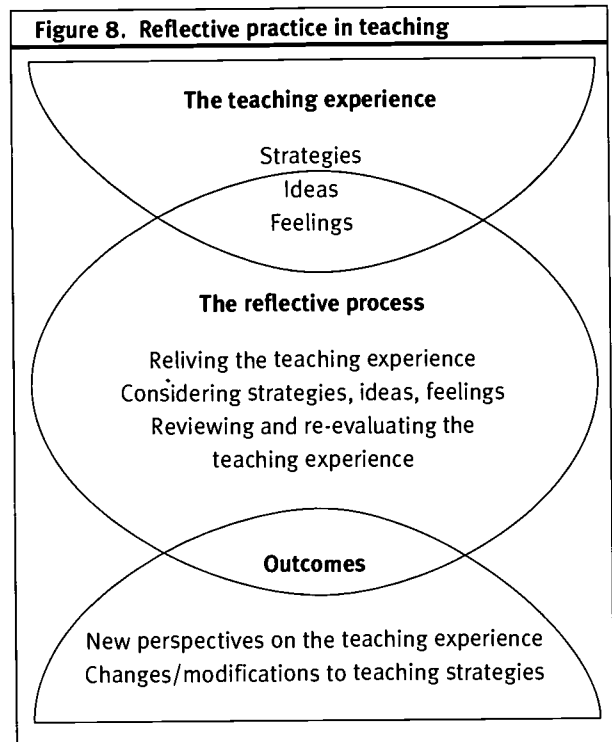 Figure 8. Reflective practice in teaching
The teaching experience
Strategies
Ideas
Feelings
The reflective process
Reliving the teaching experience
Considering strategies, ideas, feelings
Reviewing and re-evaluating the
teaching experience
Outcomes
New perspectives on the teaching experience
Changes/modifications to teaching strategies